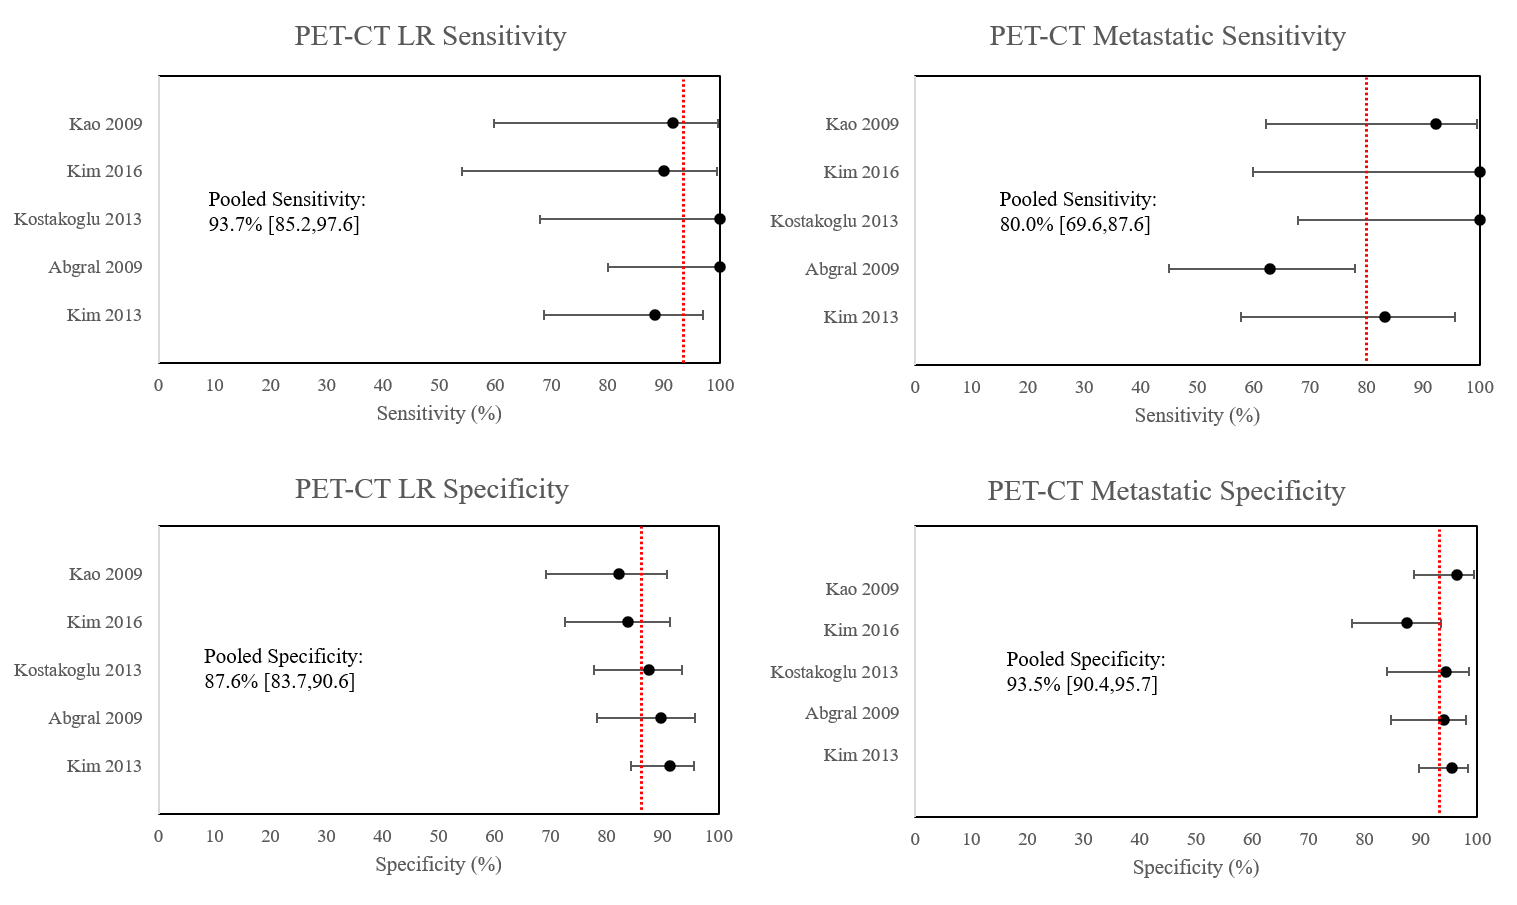 PET-CT LR Sensitivity
Kao 2009
Kim 2016
Kostakoglu 2013
Abgral 2009
Kim 2013
Pooled Sensitivity:
93.7% [85.2,97.6]
0 10 20 30 40 50 60 70 80 90 100
Sensitivity (%)
PET-CT Metastatic Sensitivity
Kao 2009
Kim 2016
Kostakoglu 2013
Abgral 2009
Kim 2013
Pooled Sensitivity:
80.0% [69.6,87.6]
0 10 20 30 40 50 60 70 80 90 100
Sensitivity (%)
PET-CT LR Specificity
Kao 2009
Kim 2016
Kostakoglu 2013
Abgral 2009
Kim 2013
Pooled Specificity:
87.6% [83.7,90.6]
0 10 20 30 40 50 60 70 80 90 100
Specificity (%)
PET-CT Metastatic Specificity
Kao 2009
Kim 2016
Kostakoglu 2013
Abgral 2009
Kim 2013
Pooled Specificity:
93.5% [90.4,95.7]
0 10 20 30 40 50 60 70 80 90 100
Specificity (%)